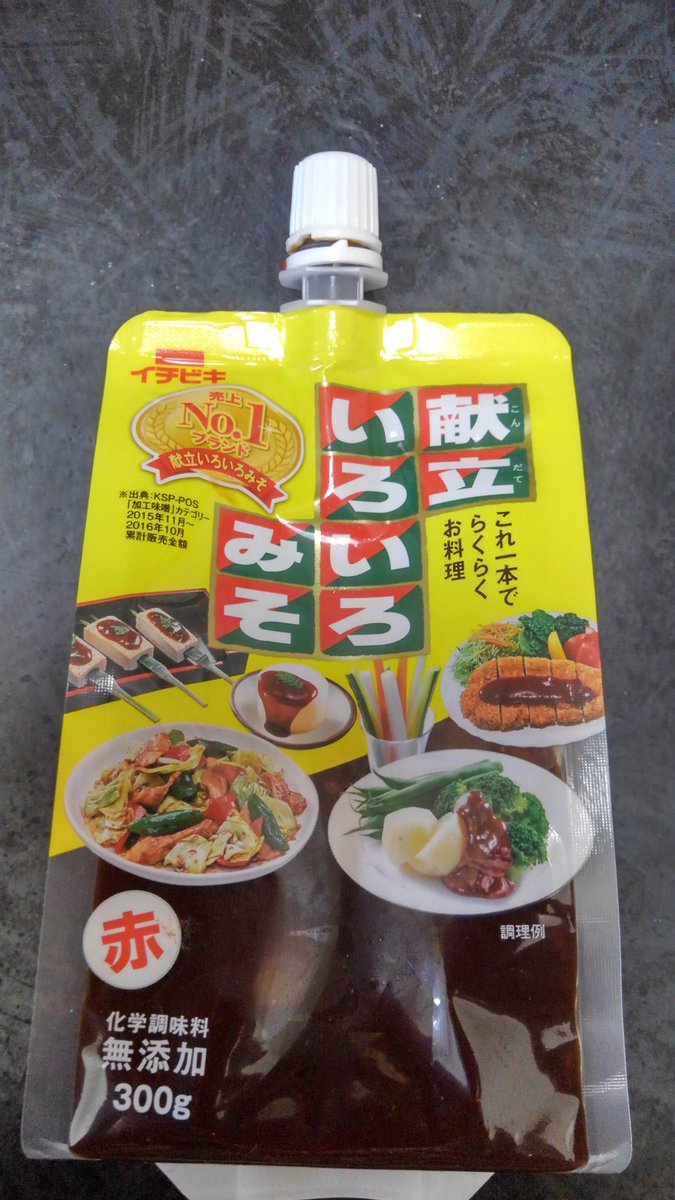 イチビキ
売上
No.1
ブランド
献立いろいろみそ
※出典:KSP-POS
「加工味噌」カテゴリー
2015年11月~
2016年10月
累計販売金額
献立
こんだて
いろいろ
みそ
これ一本で
らくらく
お料理
調理例
赤
化学調味料
無添加
300g